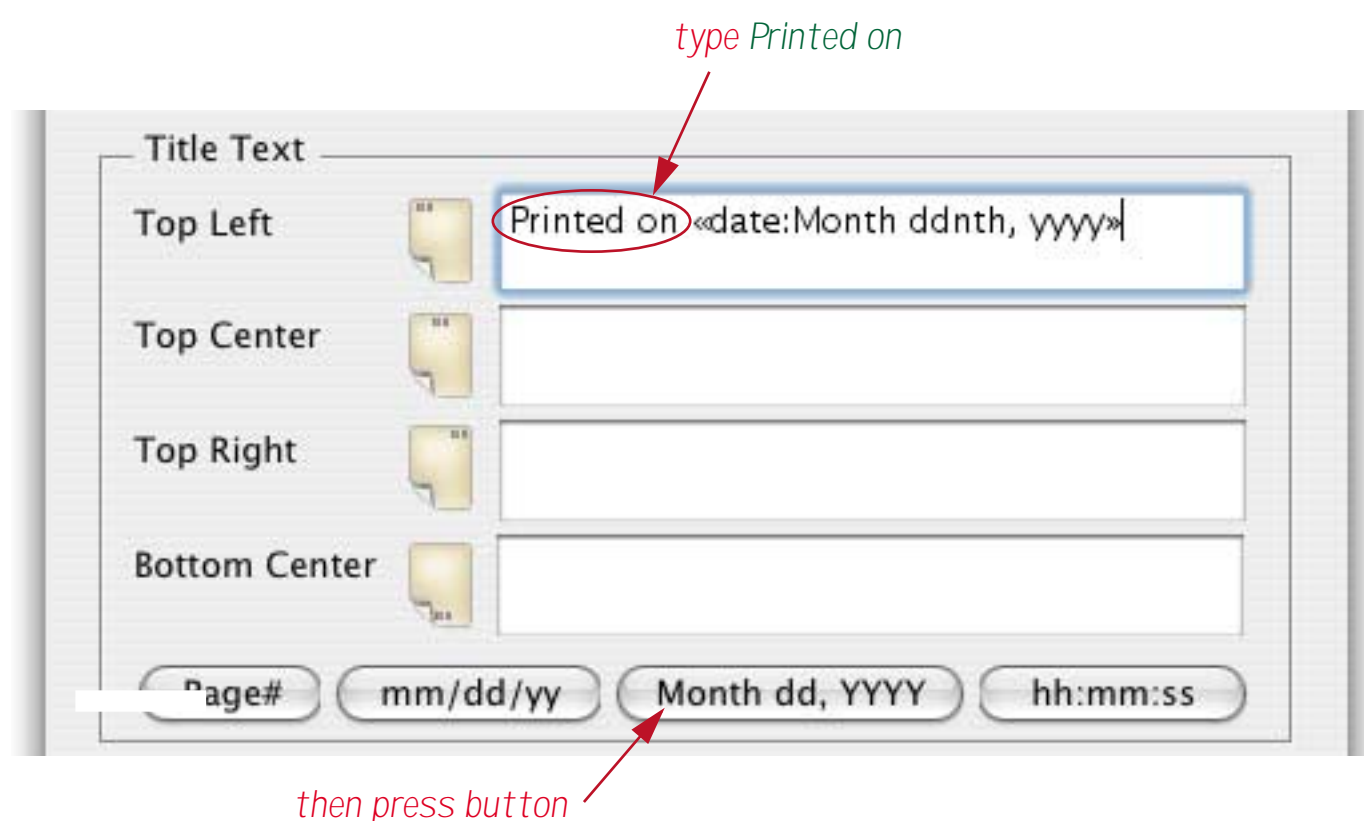 type Printed on
Title Text
Top Left
Printed on «date:Month ddnth, yyyy»
Top Center
Top Right
Bottom Center
age# mm/dd/yy Month dd, YYYY hh:mm:ss
then press button